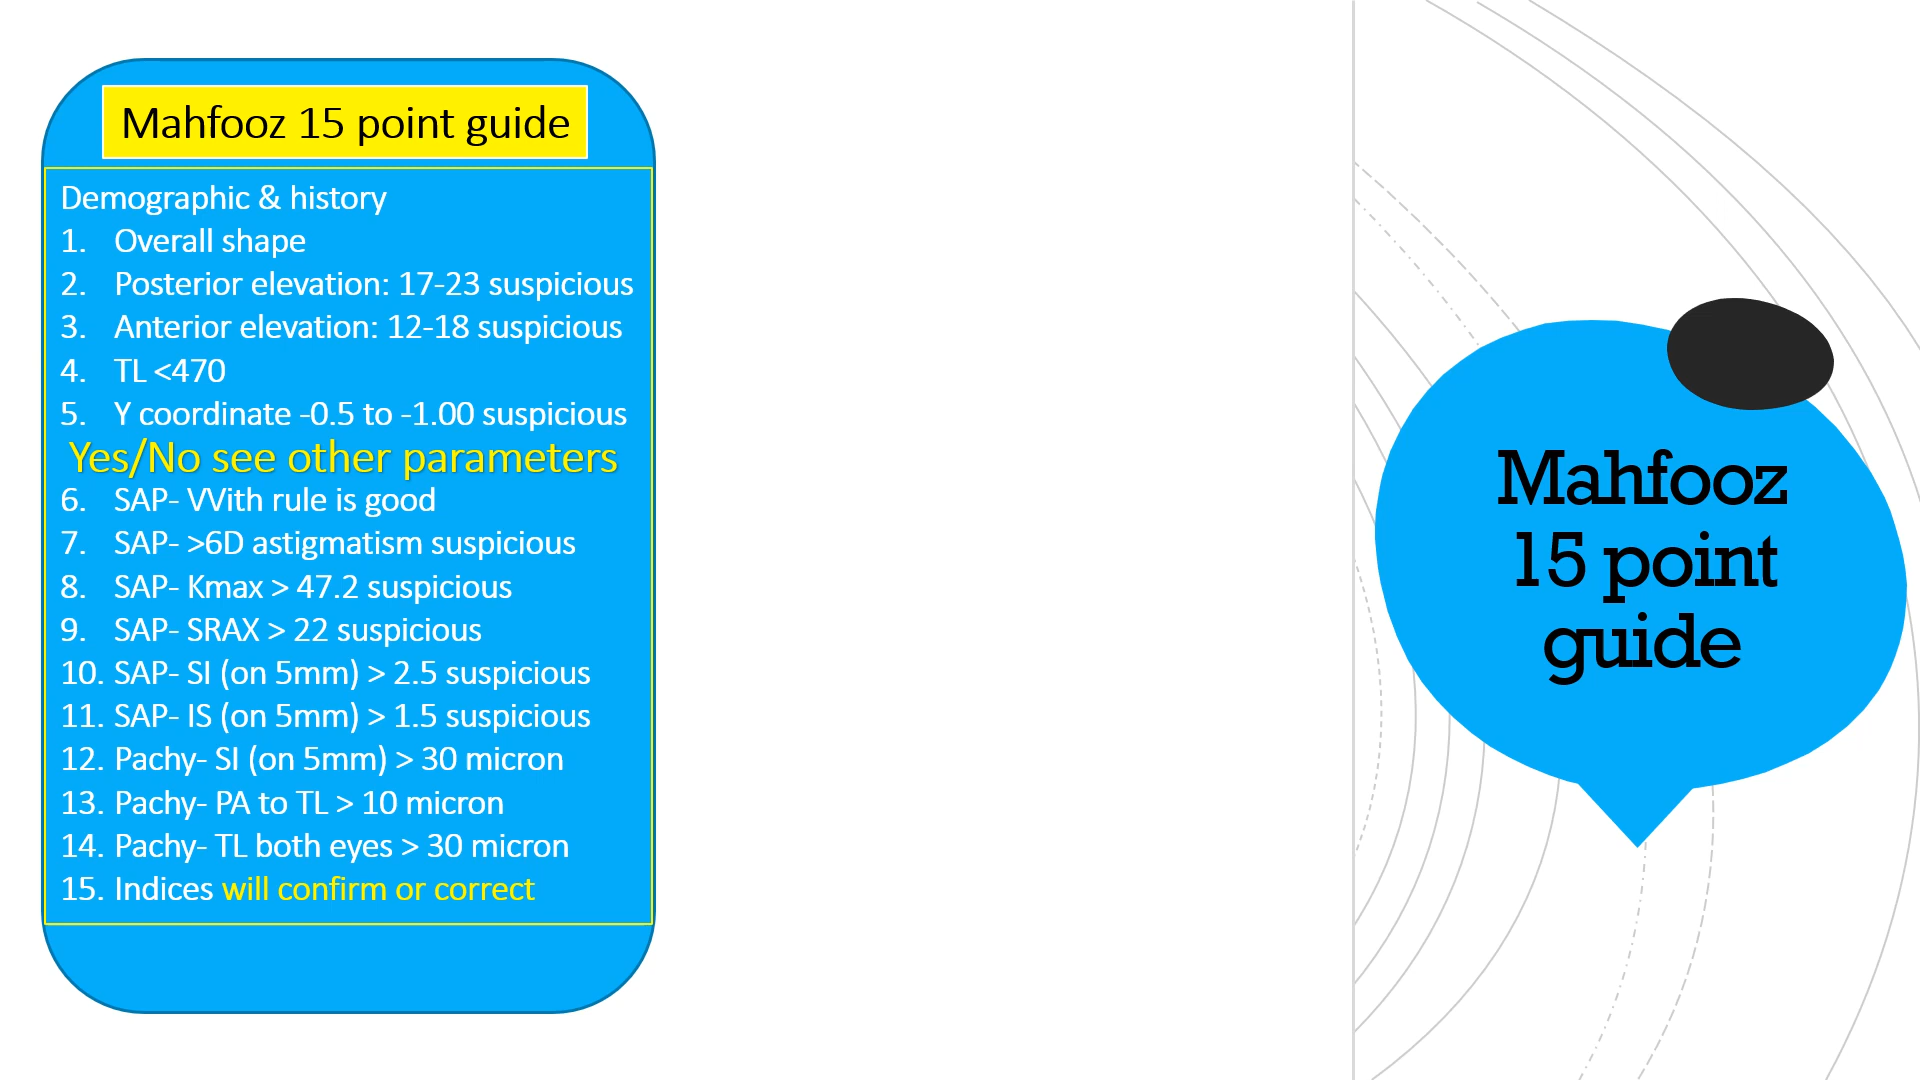 Mahfooz 15 point guide
Demographic & history
1. Overall shape
2. Posterior elevation: 17-23 suspicious
3. Anterior elevation: 12-18 suspicious
4. TL <470
5. Y coordinate -0.5 to -1.00 suspicious
Yes/No see other parameters
6. SAP- VVith rule is good
7. SAP- >6D astigmatism suspicious
8. SAP- Kmax > 47.2 suspicious
9. SAP- SRAX > 22 suspicious
10. SAP- SI (on 5mm) > 2.5 suspicious
11. SAP- IS (on 5mm) > 1.5 suspicious
12. Pachy- SI (on 5mm) > 30 micron
13. Pachy- PA to TL > 10 micron
14. Pachy- TL both eyes > 30 micron
15. Indices will confirm or correct
Mahfooz
15 point
guide